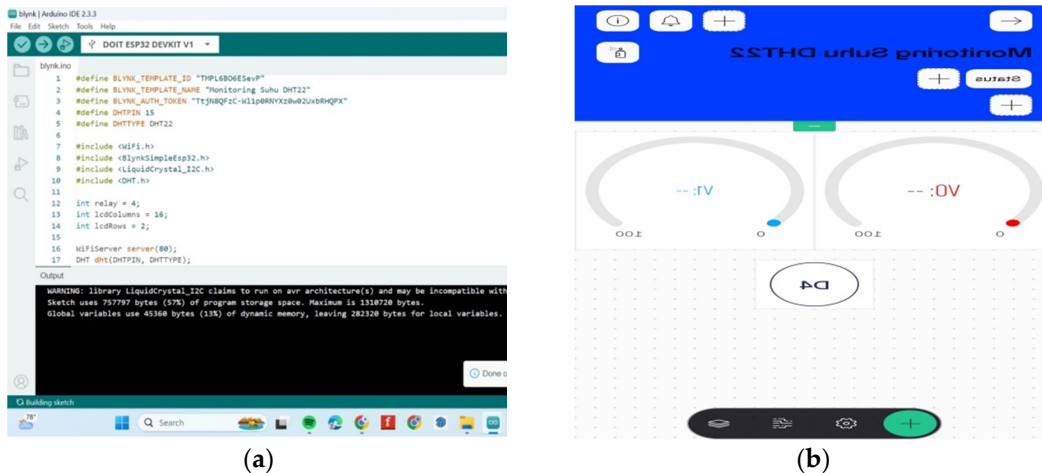 blynk | Arduino IDE 2.3.3
File Edit Sketch Tools Help
DOIT ESP32 DEVKIT V1
blynk.ino
1 #define BLYNK_TEMPLATE_ID "TMPL6BO6ESevP"
2 #define BLYNK_TEMPLATE_NAME "Monitoring Suhu DHT22"
3 #define BLYNK_AUTH_TOKEN "TtjN8QFzC-Wl1p0RNYXz0w02UxbRHQPX"
4 #define DHTPIN 15
5 #define DHTTYPE DHT22
6
7 #include <WiFi.h>
8 #include <BlynkSimpleEsp32.h>
9 #include <LiquidCrystal_I2C.h>
10 #include <DHT.h>
11
12 int relay = 4;
13 int lcdColumns = 16;
14 int lcdRows = 2;
15
16 WiFiServer server(80);
17 DHT dht(DHTPIN, DHTTYPE);
Output
WARNING: library LiquidCrystal_I2C claims to run on avr architecture(s) and may be incompatible with
Sketch uses 757797 bytes (57%) of program storage space. Maximum is 1310720 bytes.
Global variables use 45360 bytes (13%) of dynamic memory, leaving 282320 bytes for local variables.
Done o
Building sketch
78°
Search
(a)
Monitoring Suhu DHT22
Status
V1: --
V0: --
100 0
100 0
D4
(b)